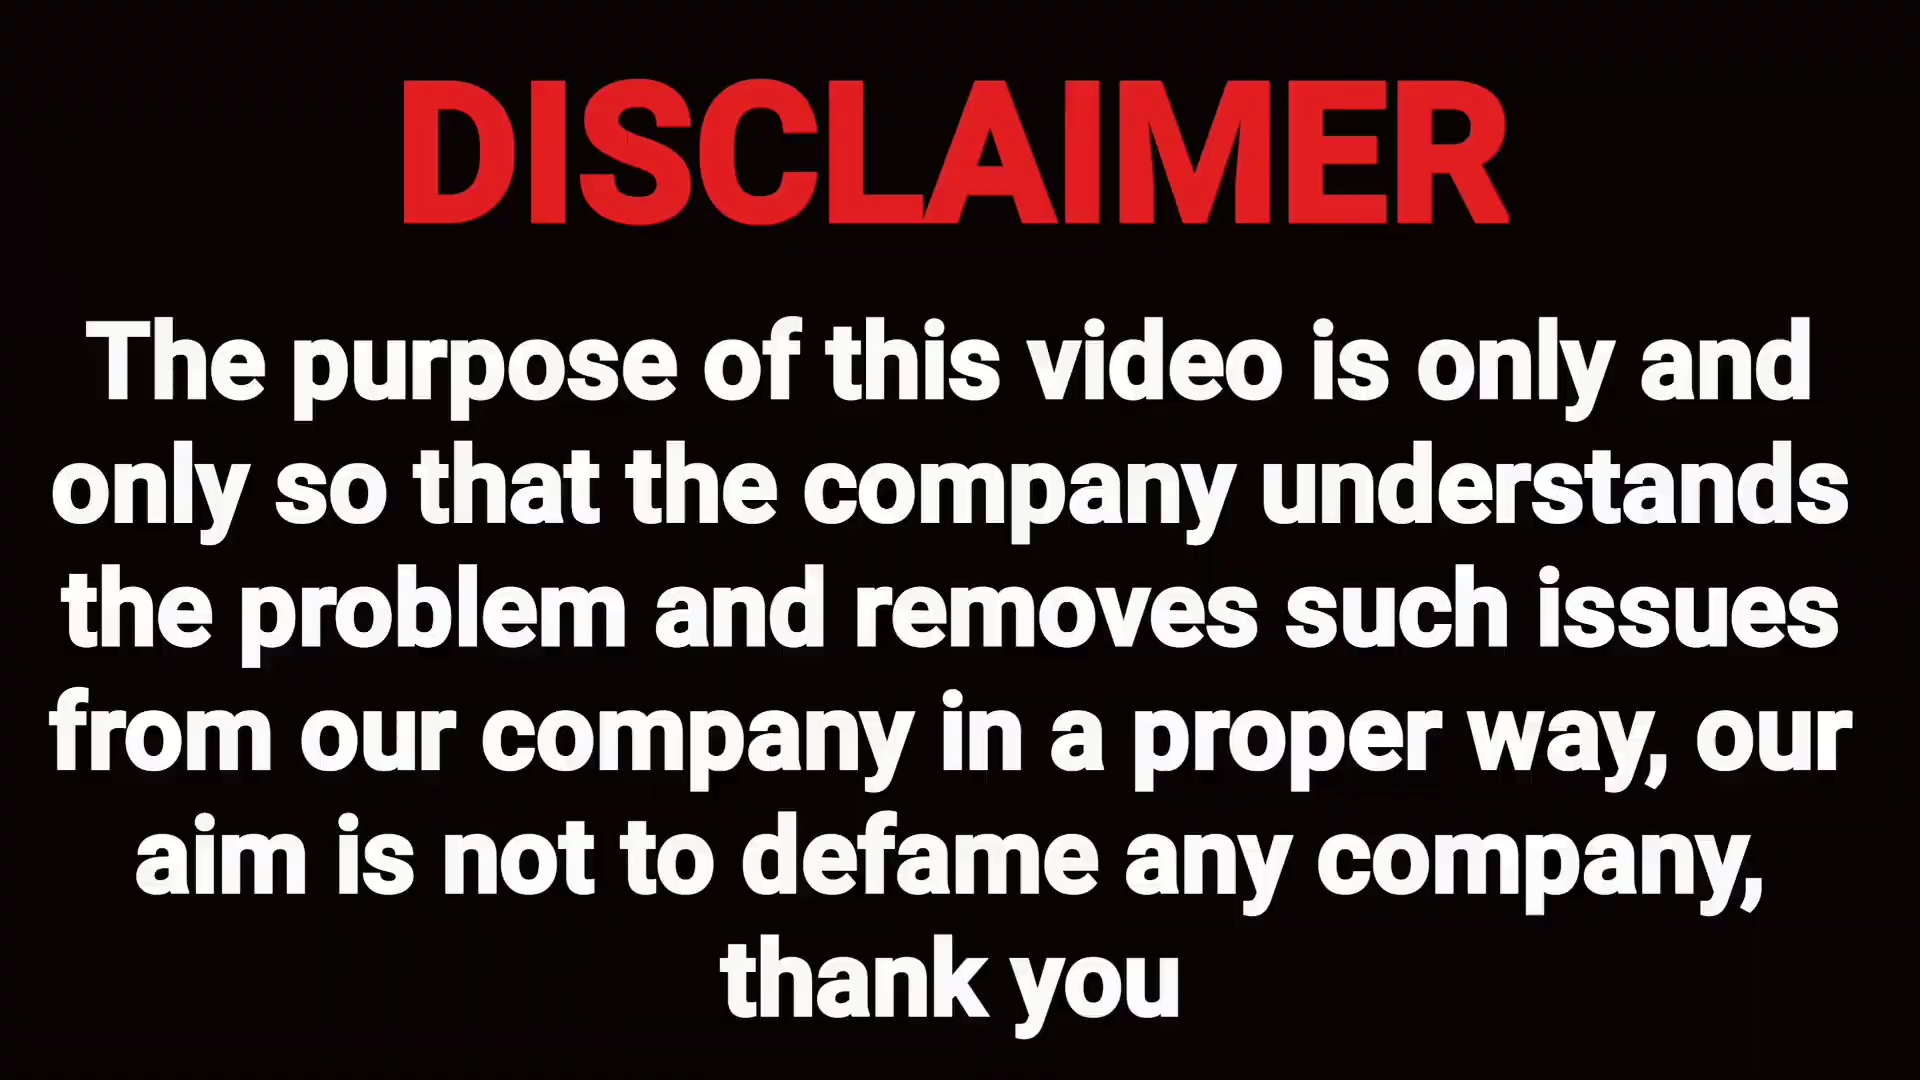 DISCLAIMER
The purpose of this video is only and
only so that the company understands
the problem and removes such issues
from our company in a proper way, our
aim is not to defame any company,
thank you